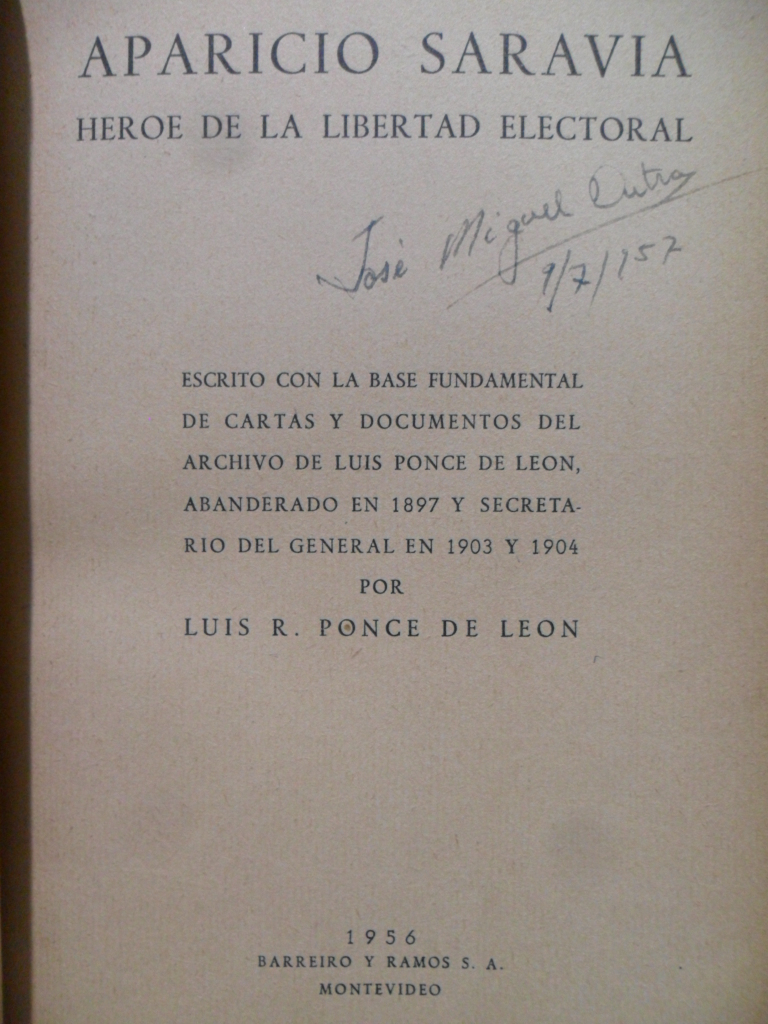 APARICIO SARAVIA
HEROE DE LA LIBERTAD ELECTORAL
José Miguel Cutra
9/7/957
ESCRITO CON LA BASE FUNDAMENTAL
DE CARTAS Y DOCUMENTOS DEL
ARCHIVO DE LUIS PONCE DE LEON,
ABANDERADO EN 1897 Y SECRETA-
RIO DEL GENERAL EN 1903 Y 1904
POR
LUIS R. PONCE DE LEON
1956
BARREIRO Y RAMOS S. A.
MONTEVIDEO